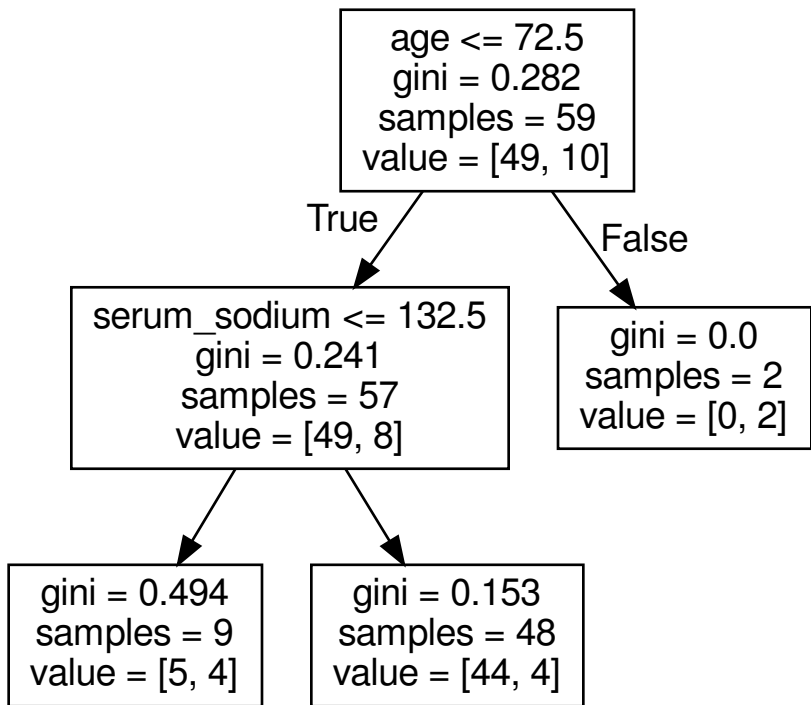 age <= 72.5
gini = 0.282
samples = 59
value = [49, 10]
True
False
serum_sodium <= 132.5
gini = 0.241
samples = 57
value = [49, 8]
gini = 0.0
samples = 2
value = [0, 2]
gini = 0.494
samples = 9
value = [5, 4]
gini = 0.153
samples = 48
value = [44, 4]